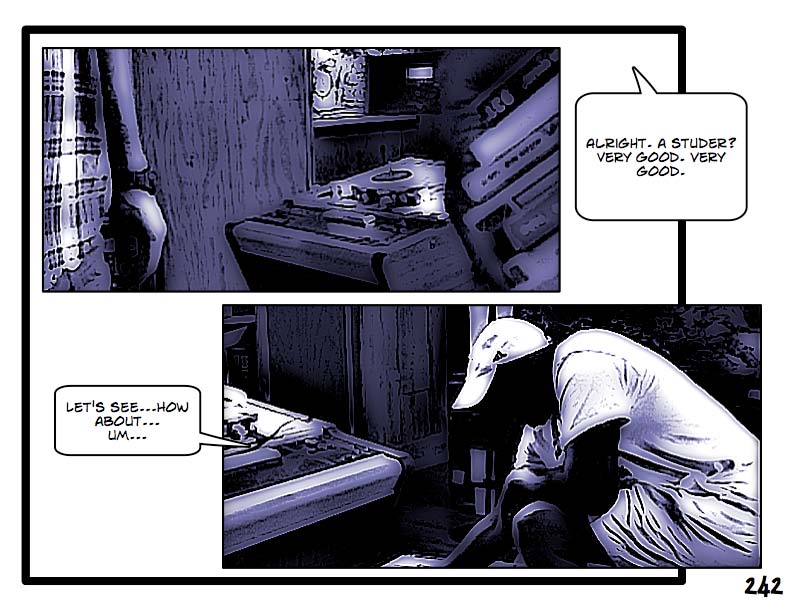 ALRIGHT. A STUDER?
VERY GOOD. VERY
GOOD.
LET'S SEE...HOW
ABOUT...
UM...
242